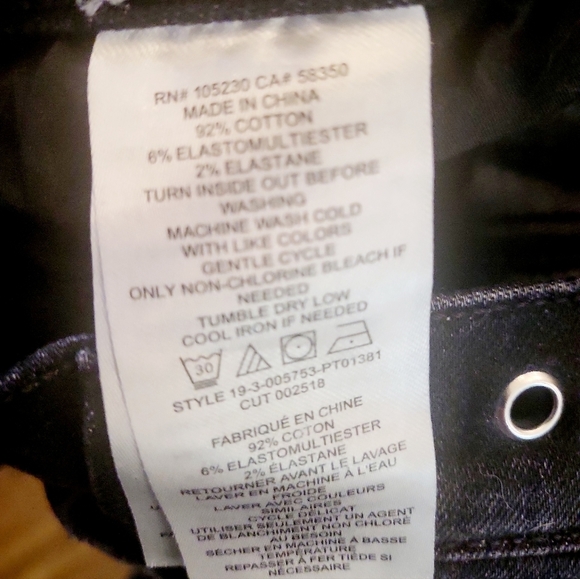 RN# 105230 CA# 58350
MADE IN CHINA
92% COTTON
6% ELASTOMULTIESTER
2% ELASTANE
TURN INSIDE OUT BEFORE
WASHING
MACHINE WASH COLD
WITH LIKE COLORS
GENTLE CYCLE
ONLY NON-CHLORINE BLEACH IF
NEEDED
TUMBLE DRY LOW
COOL IRON IF NEEDED
30
STYLE 19-3-005753-PT01381
CUT 002518
FABRIQUÉ EN CHINE
92% COTON
6% ELASTOMULTIESTER
2% ÉLASTANE
RETOURNER AVANT LE LAVAGE
LAVER EN MACHINE À L'EAU
FROIDE
LAVER AVEC COULEURS
SIMILAIRES
CYCLE DÉLICAT
UTILISER SEULEMENT UN AGENT
DE BLANCHIMENT NON CHLORÉ
AU BESOIN
SÉCHER EN MACHINE À BASSE
TEMPÉRATURE
REPASSER À FER TIÈDE SI
NÉCESSAIRE